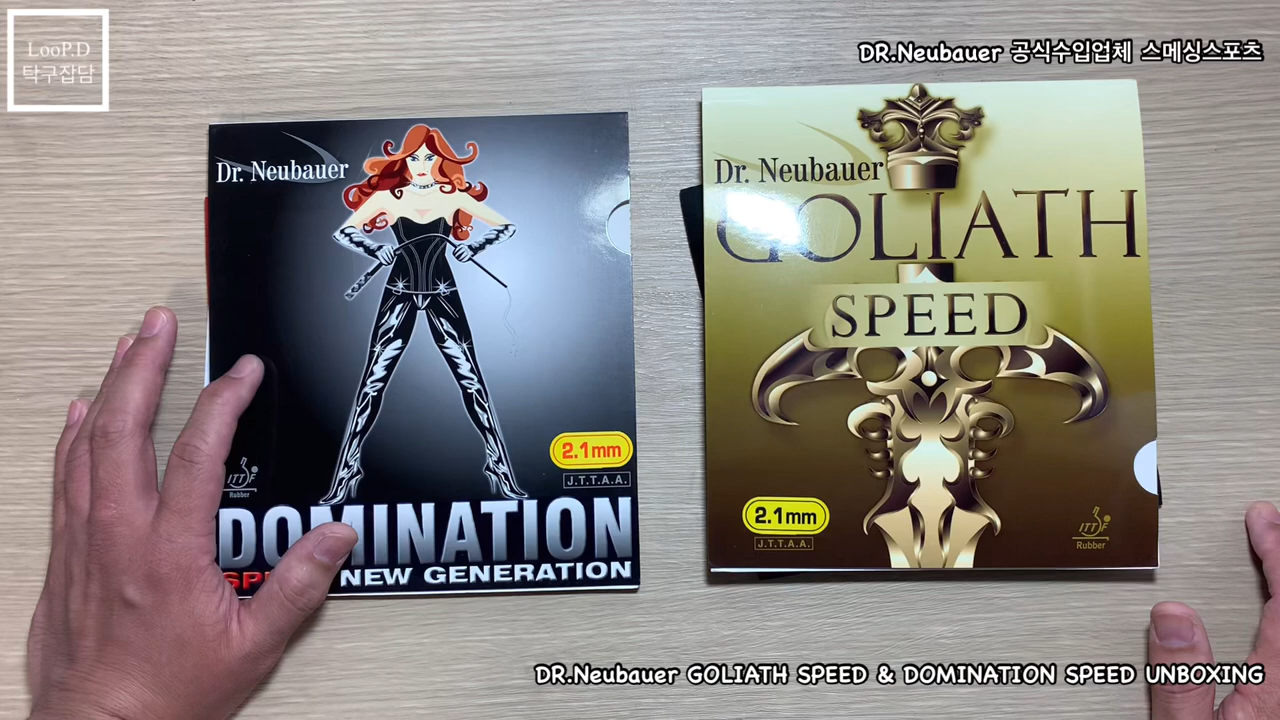 LooP.D
탁구잡담
DR.Neubauer 공식수입업체 스메싱스포츠
Dr. Neubauer
2.1mm
J.T.T.A.A.
ITTF
Rubber
DOMINATION
NEW GENERATION
Dr. Neubauer
GOLIATH
SPEED
2.1mm
J.T.T.A.A.
ITTF
Rubber
DR.Neubauer GOLIATH SPEED & DOMINATION SPEED UNBOXING